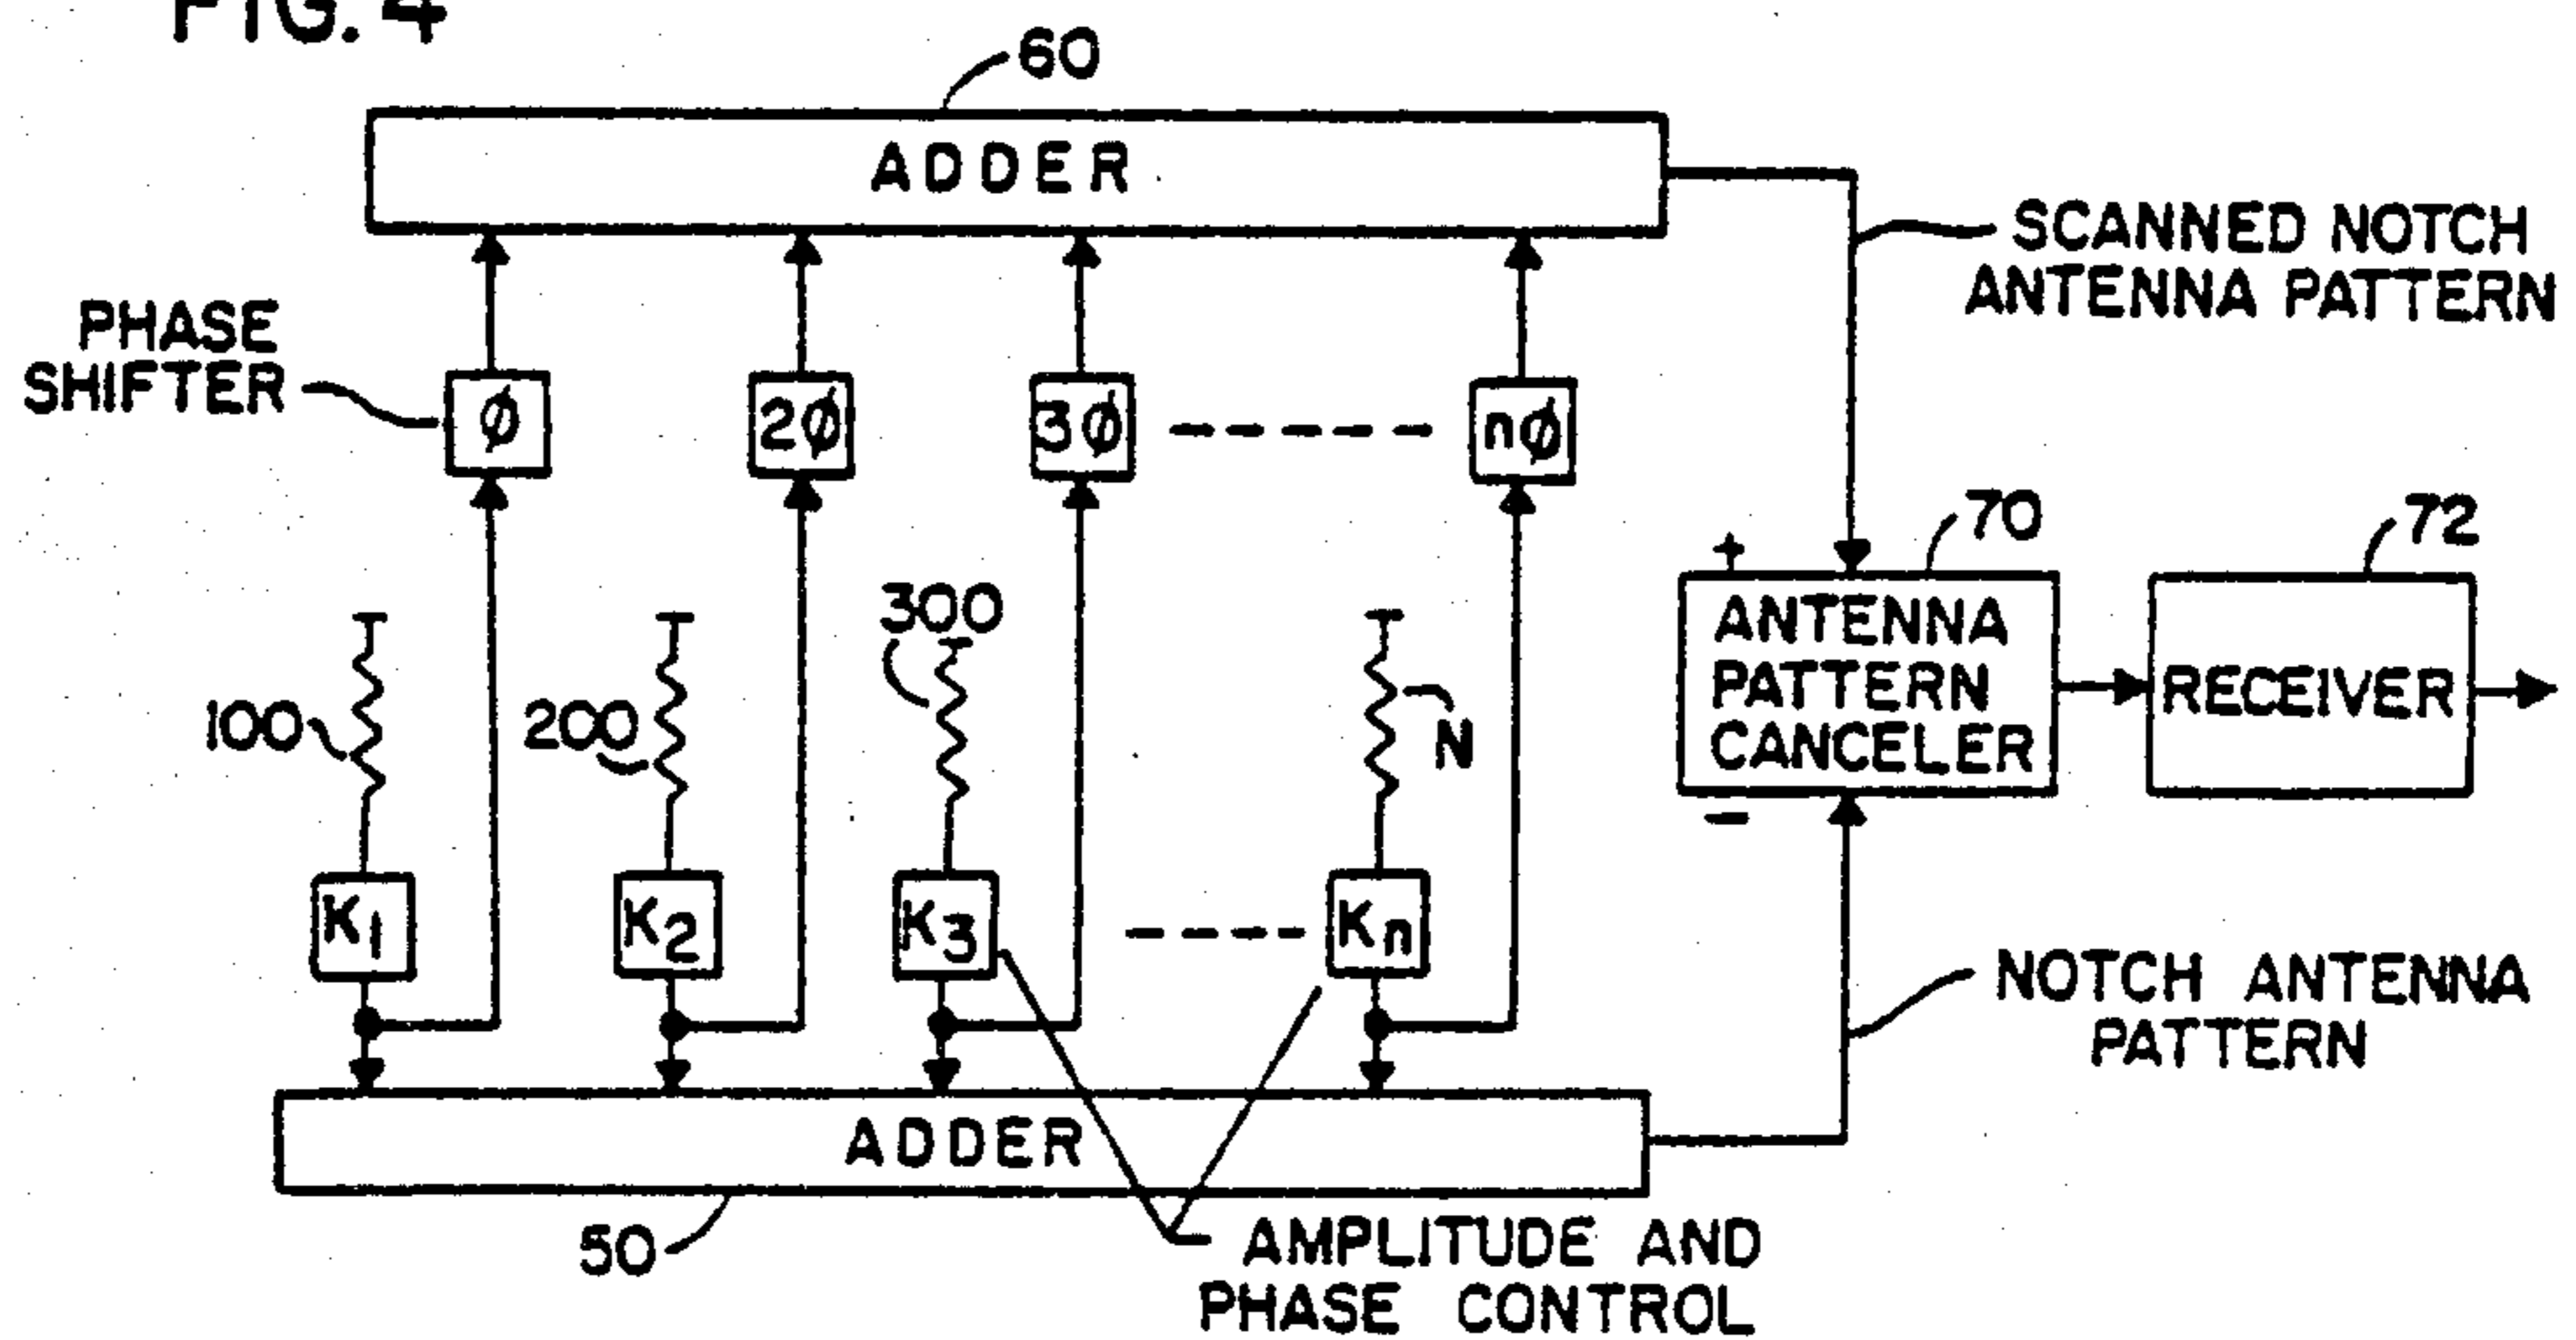 FIG. 4
60
ADDER
SCANNED NOTCH
ANTENNA PATTERN
PHASE
SHIFTER
ø
2ø
3ø
nø
70
72
+
300
ANTENNA
PATTERN
CANCELER
RECEIVER
100
200
N
-
K1
K2
K3
Kn
NOTCH ANTENNA
PATTERN
ADDER
50
AMPLITUDE AND
PHASE CONTROL